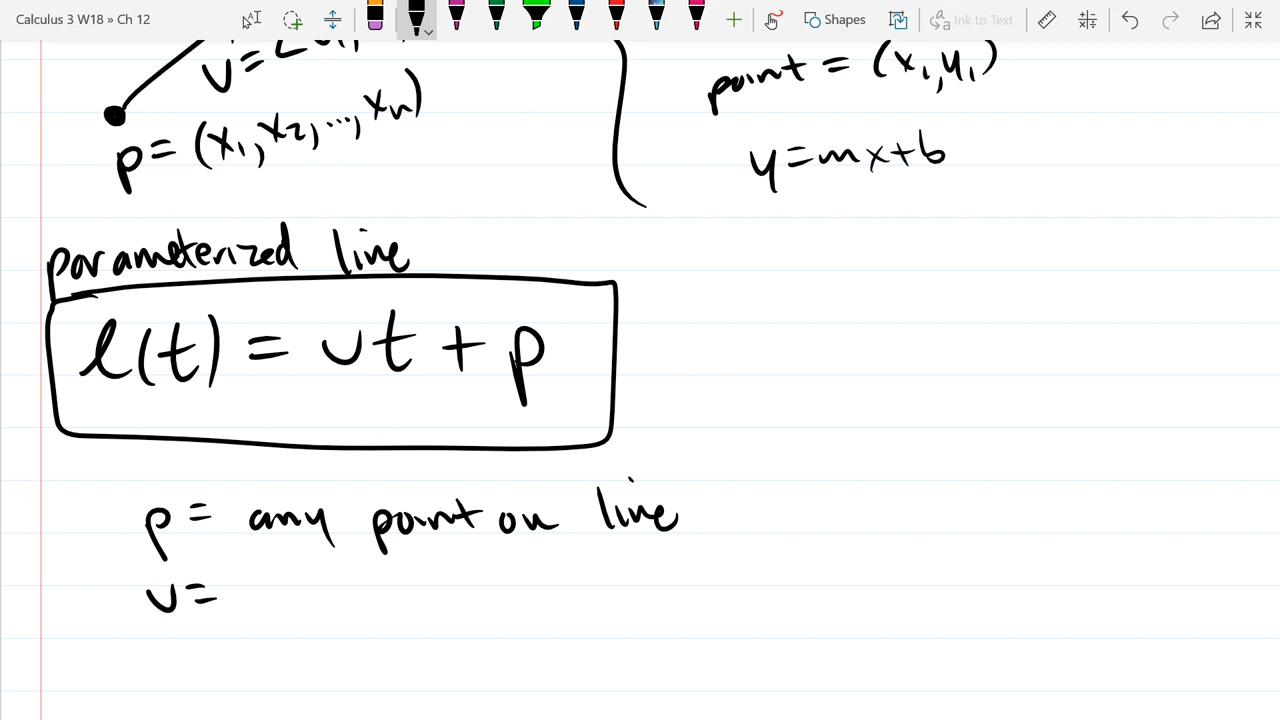 Calculus 3 W18 » Ch 12
Shapes
Ink to Text
v=
p= (x₁,x₂,...,xₙ)
point = (x₁,y₁)
y=mx+b
parameterized line
l(t) = vt + p
p= any point on line
v=